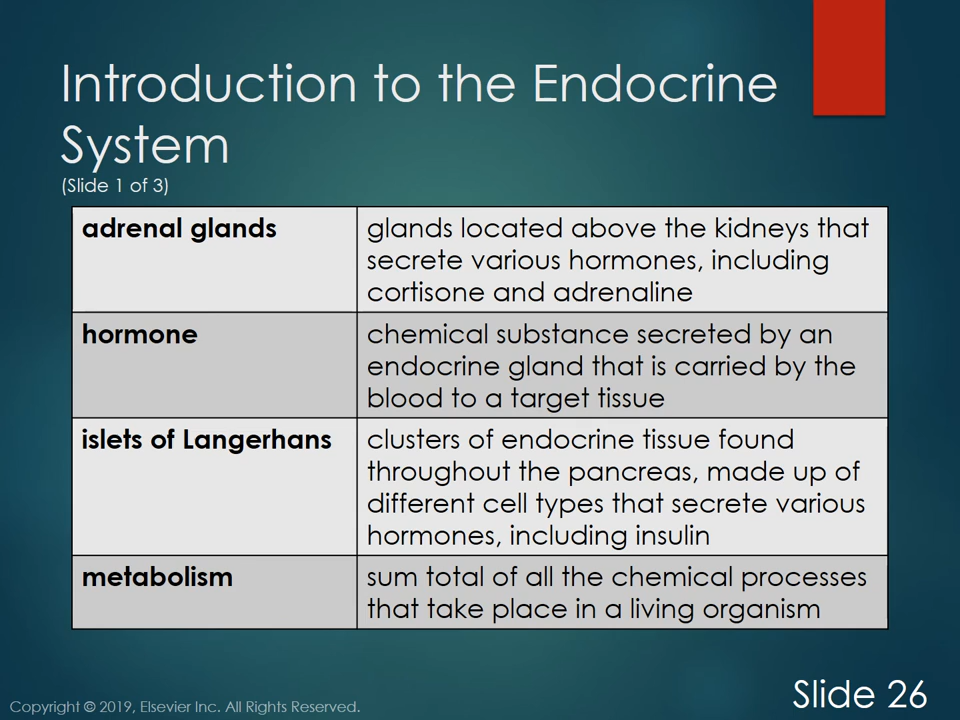 Introduction to the Endocrine
System
(Slide 1 of 3)
adrenal glands
glands located above the kidneys that
secrete various hormones, including
cortisone and adrenaline
hormone
chemical substance secreted by an
endocrine gland that is carried by the
blood to a target tissue
islets of Langerhans
clusters of endocrine tissue found
throughout the pancreas, made up of
different cell types that secrete various
hormones, including insulin
metabolism
sum total of all the chemical processes
that take place in a living organism
Copyright © 2019, Elsevier Inc. All Rights Reserved.
Slide 26